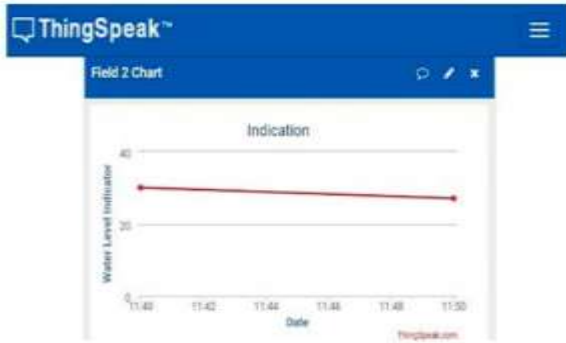 ThingSpeak™
Field 2 Chart
Indication
40
20
0
Water Level Indicator
11:40 11:42 11:44 11:46 11:48 11:50
Date
ThingSpeak.com